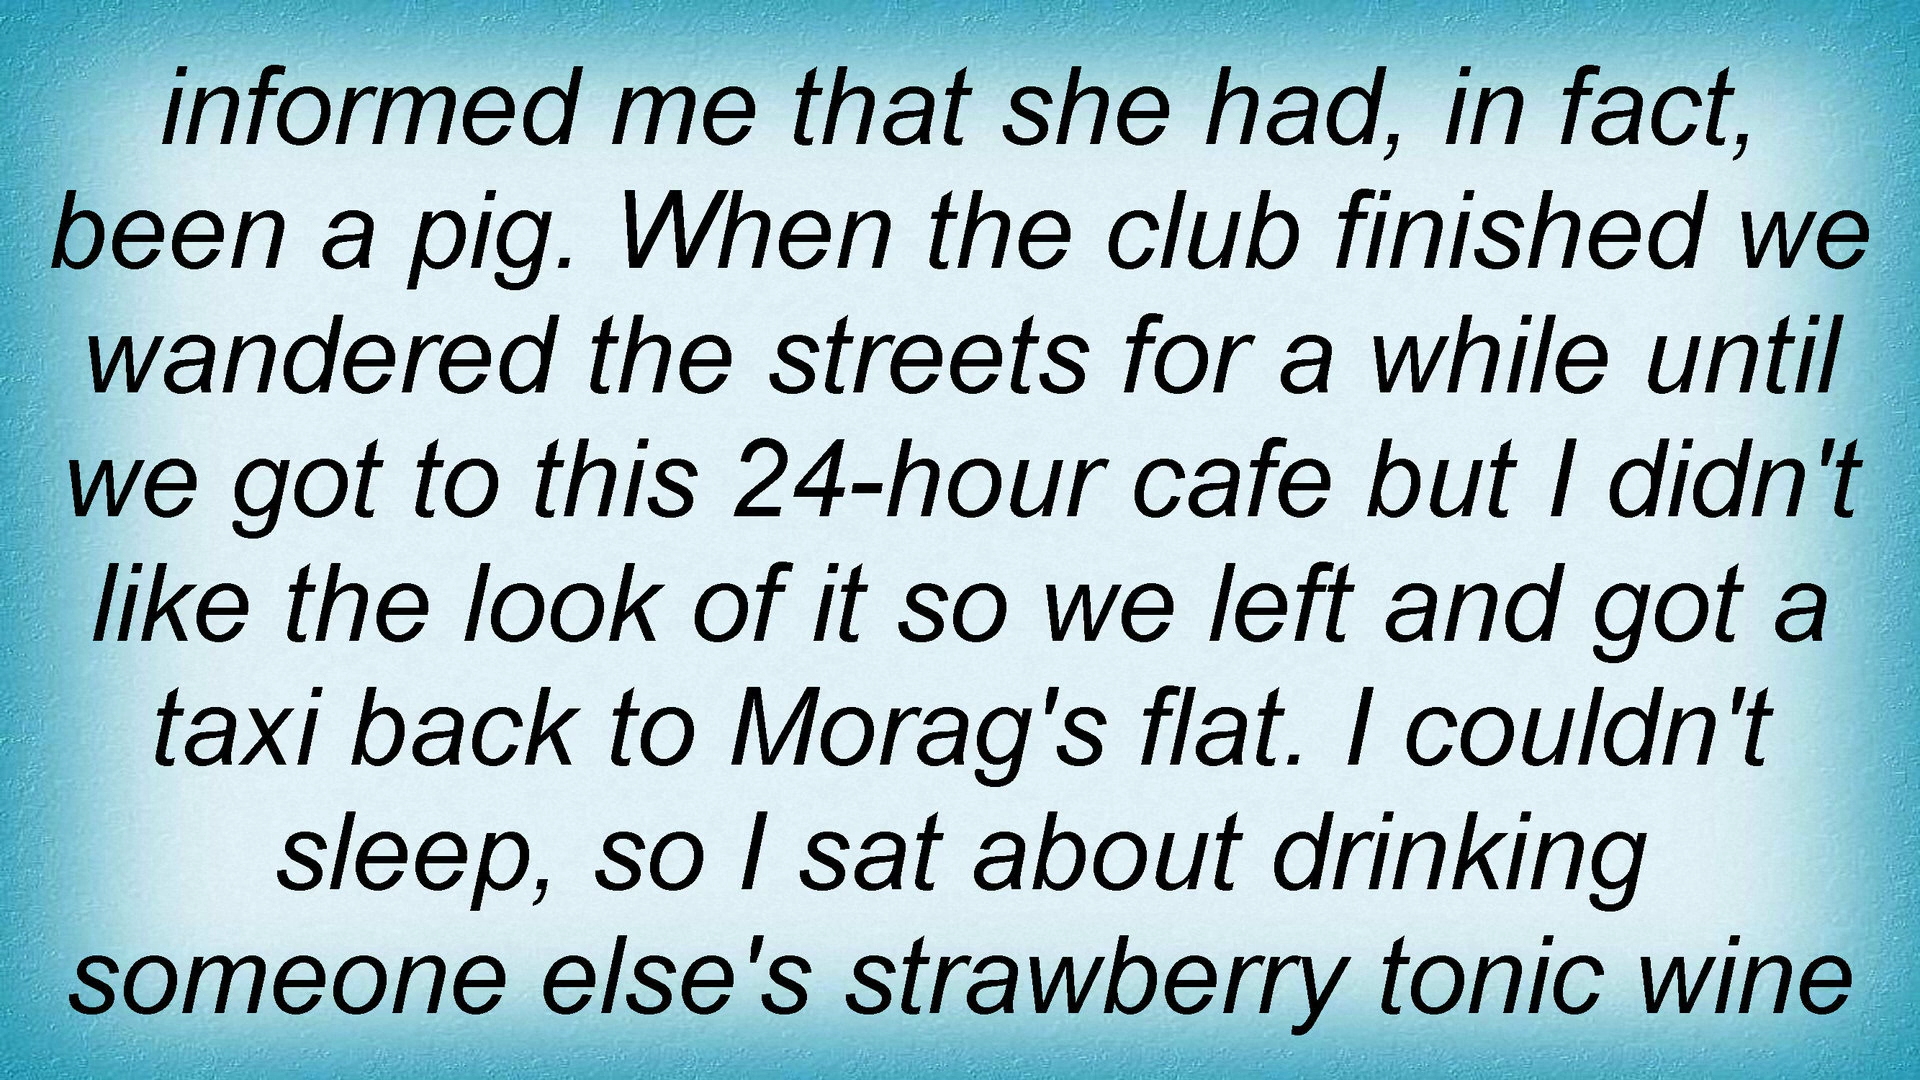 informed me that she had, in fact,
been a pig. When the club finished we
wandered the streets for a while until
we got to this 24-hour cafe but I didn't
like the look of it so we left and got a
taxi back to Morag's flat. I couldn't
sleep, so I sat about drinking
someone else's strawberry tonic wine